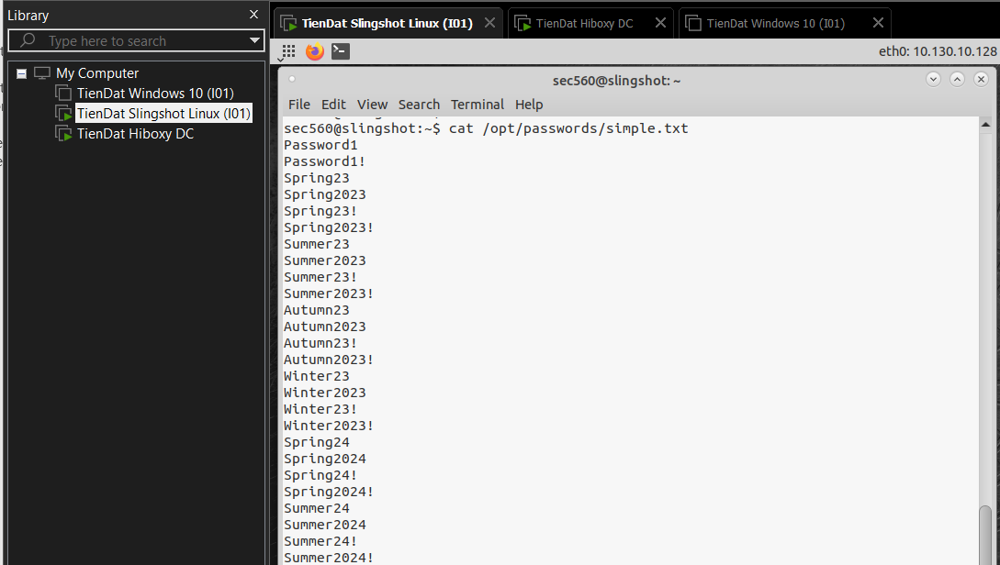 Library
Type here to search
My Computer
TienDat Windows 10 (I01)
TienDat Slingshot Linux (I01)
TienDat Hiboxy DC
TienDat Slingshot Linux (I01)
TienDat Hiboxy DC
TienDat Windows 10 (I01)
eth0: 10.130.10.128
sec560@slingshot: ~
File Edit View Search Terminal Help
sec560@slingshot:~$ cat /opt/passwords/simple.txt
Password1
Password1!
Spring23
Spring2023
Spring23!
Spring2023!
Summer23
Summer2023
Summer23!
Summer2023!
Autumn23
Autumn2023
Autumn23!
Autumn2023!
Winter23
Winter2023
Winter23!
Winter2023!
Spring24
Spring2024
Spring24!
Spring2024!
Summer24
Summer2024
Summer24!
Summer2024!